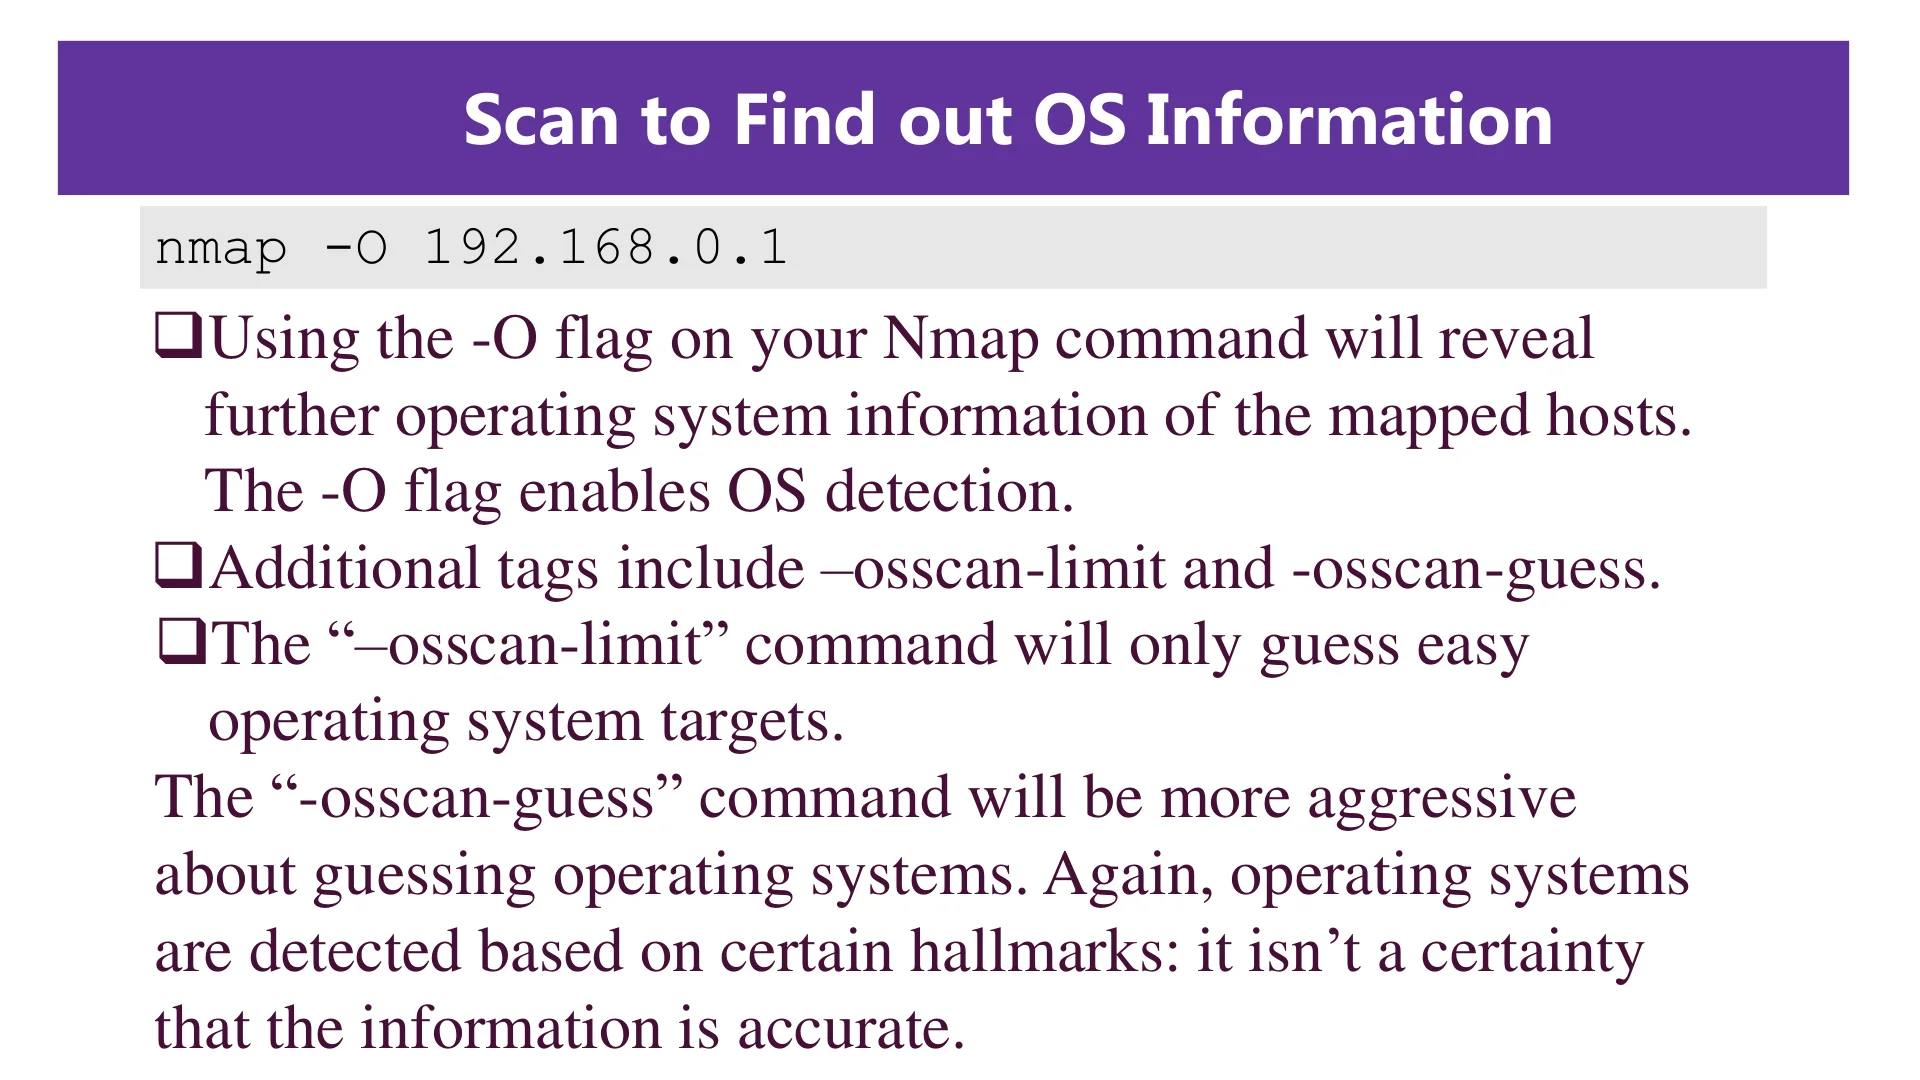 Scan to Find out OS Information
nmap -O 192.168.0.1
❑Using the -O flag on your Nmap command will reveal
further operating system information of the mapped hosts.
The -O flag enables OS detection.
❑Additional tags include –osscan-limit and -osscan-guess.
❑The “–osscan-limit” command will only guess easy
operating system targets.
The “-osscan-guess” command will be more aggressive
about guessing operating systems. Again, operating systems
are detected based on certain hallmarks: it isn’t a certainty
that the information is accurate.